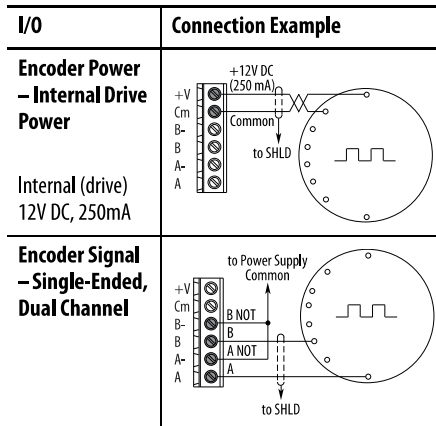 I/O
Connection Example
Encoder Power
– Internal Drive
Power
Internal (drive)
12V DC, 250mA
+12V DC
(250 mA)
+V
Cm
B-
B
A-
A
Common
to SHLD
Encoder Signal
– Single-Ended,
Dual Channel
to Power Supply
Common
+V
Cm
B-
B
A-
A
B NOT
B
A NOT
A
to SHLD